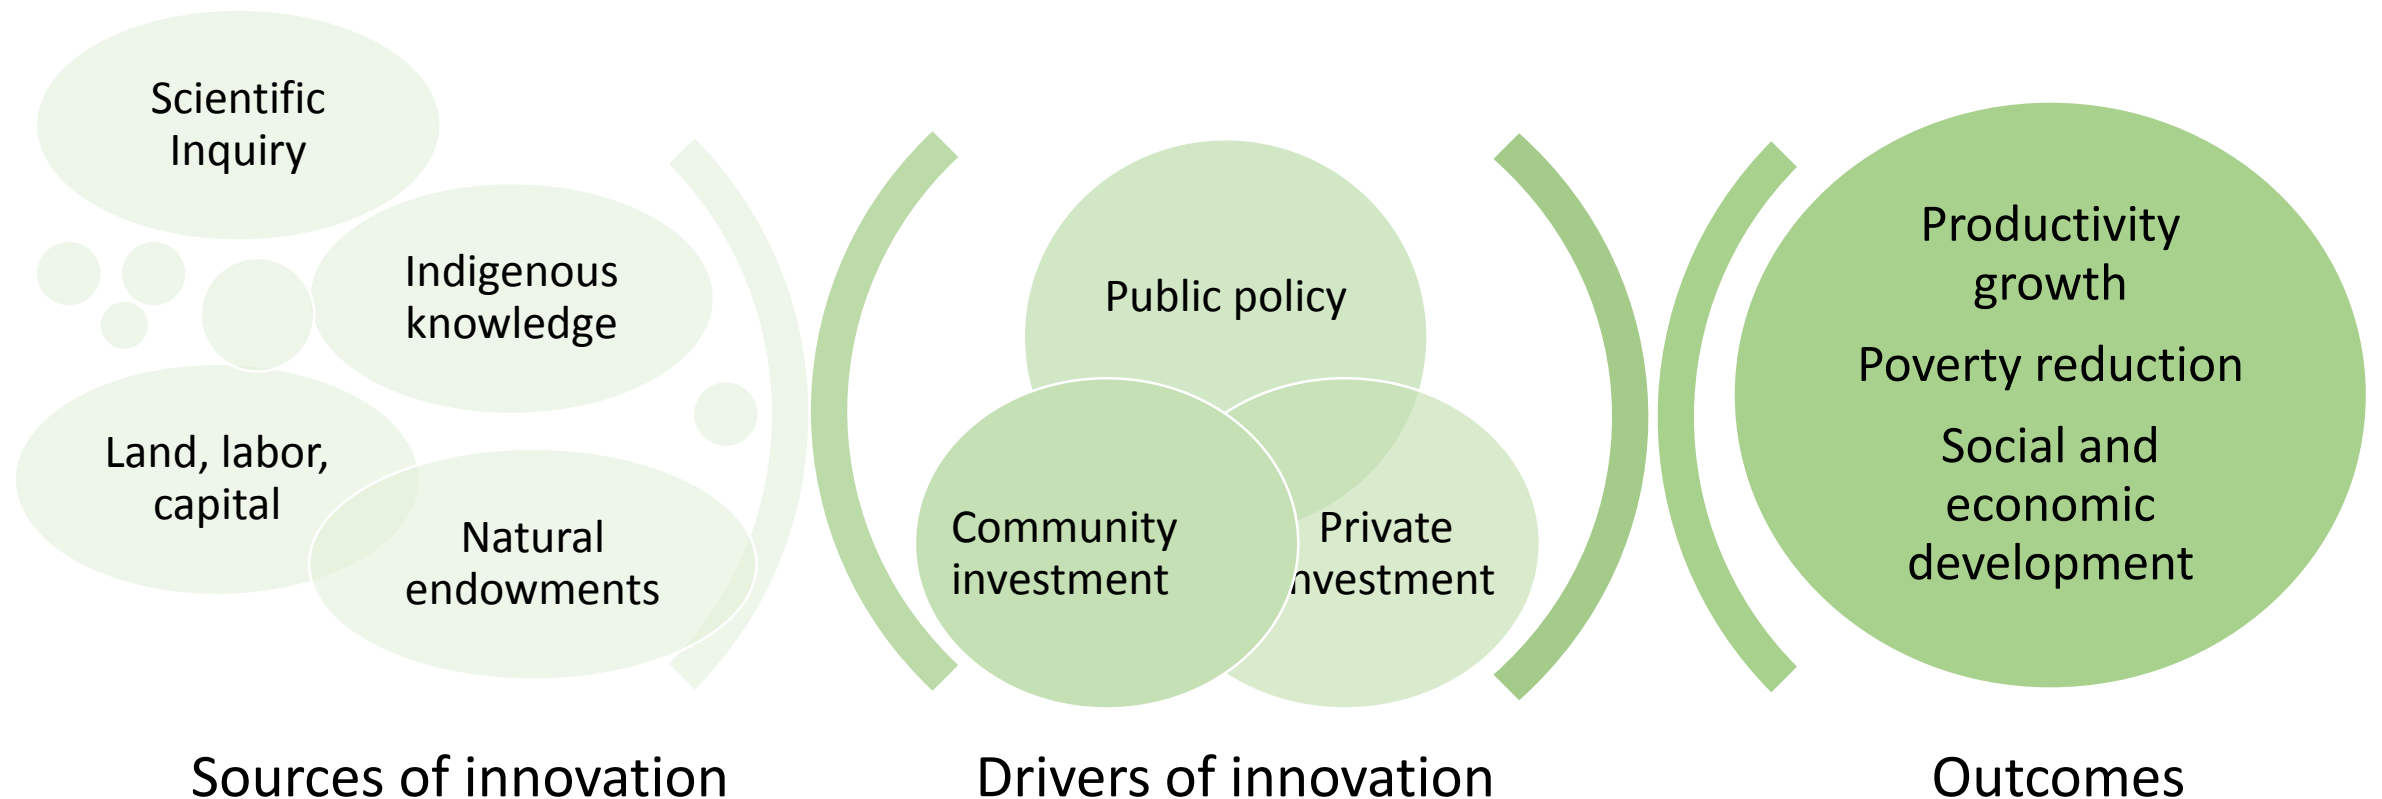 Scientific
Inquiry
Indigenous
knowledge
Land, labor,
capital
Natural
endowments
Sources of innovation
Public policy
Community
investment
Private
nvestment
Drivers of innovation
Productivity
growth
Poverty reduction
Social and
economic
development
Outcomes